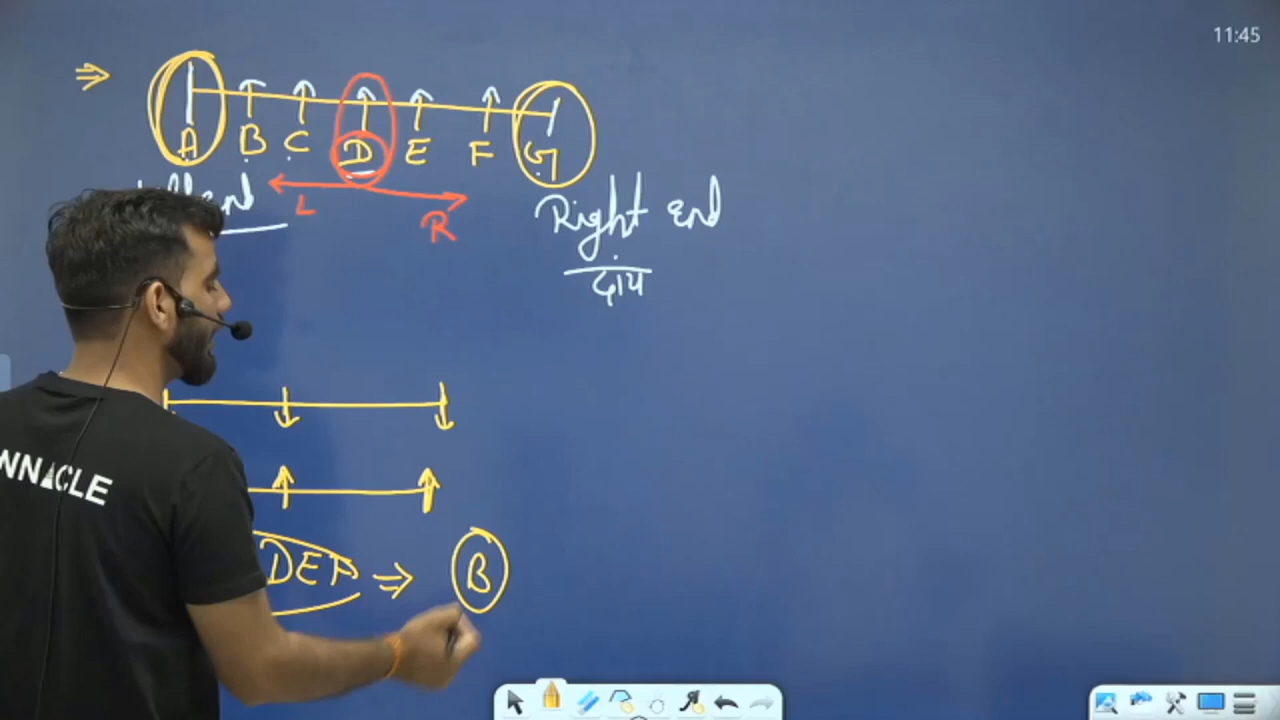 11:45
⇒ A B C D E F G
L
R
Right End
दाय
DEF ⇒ B
NNACLE